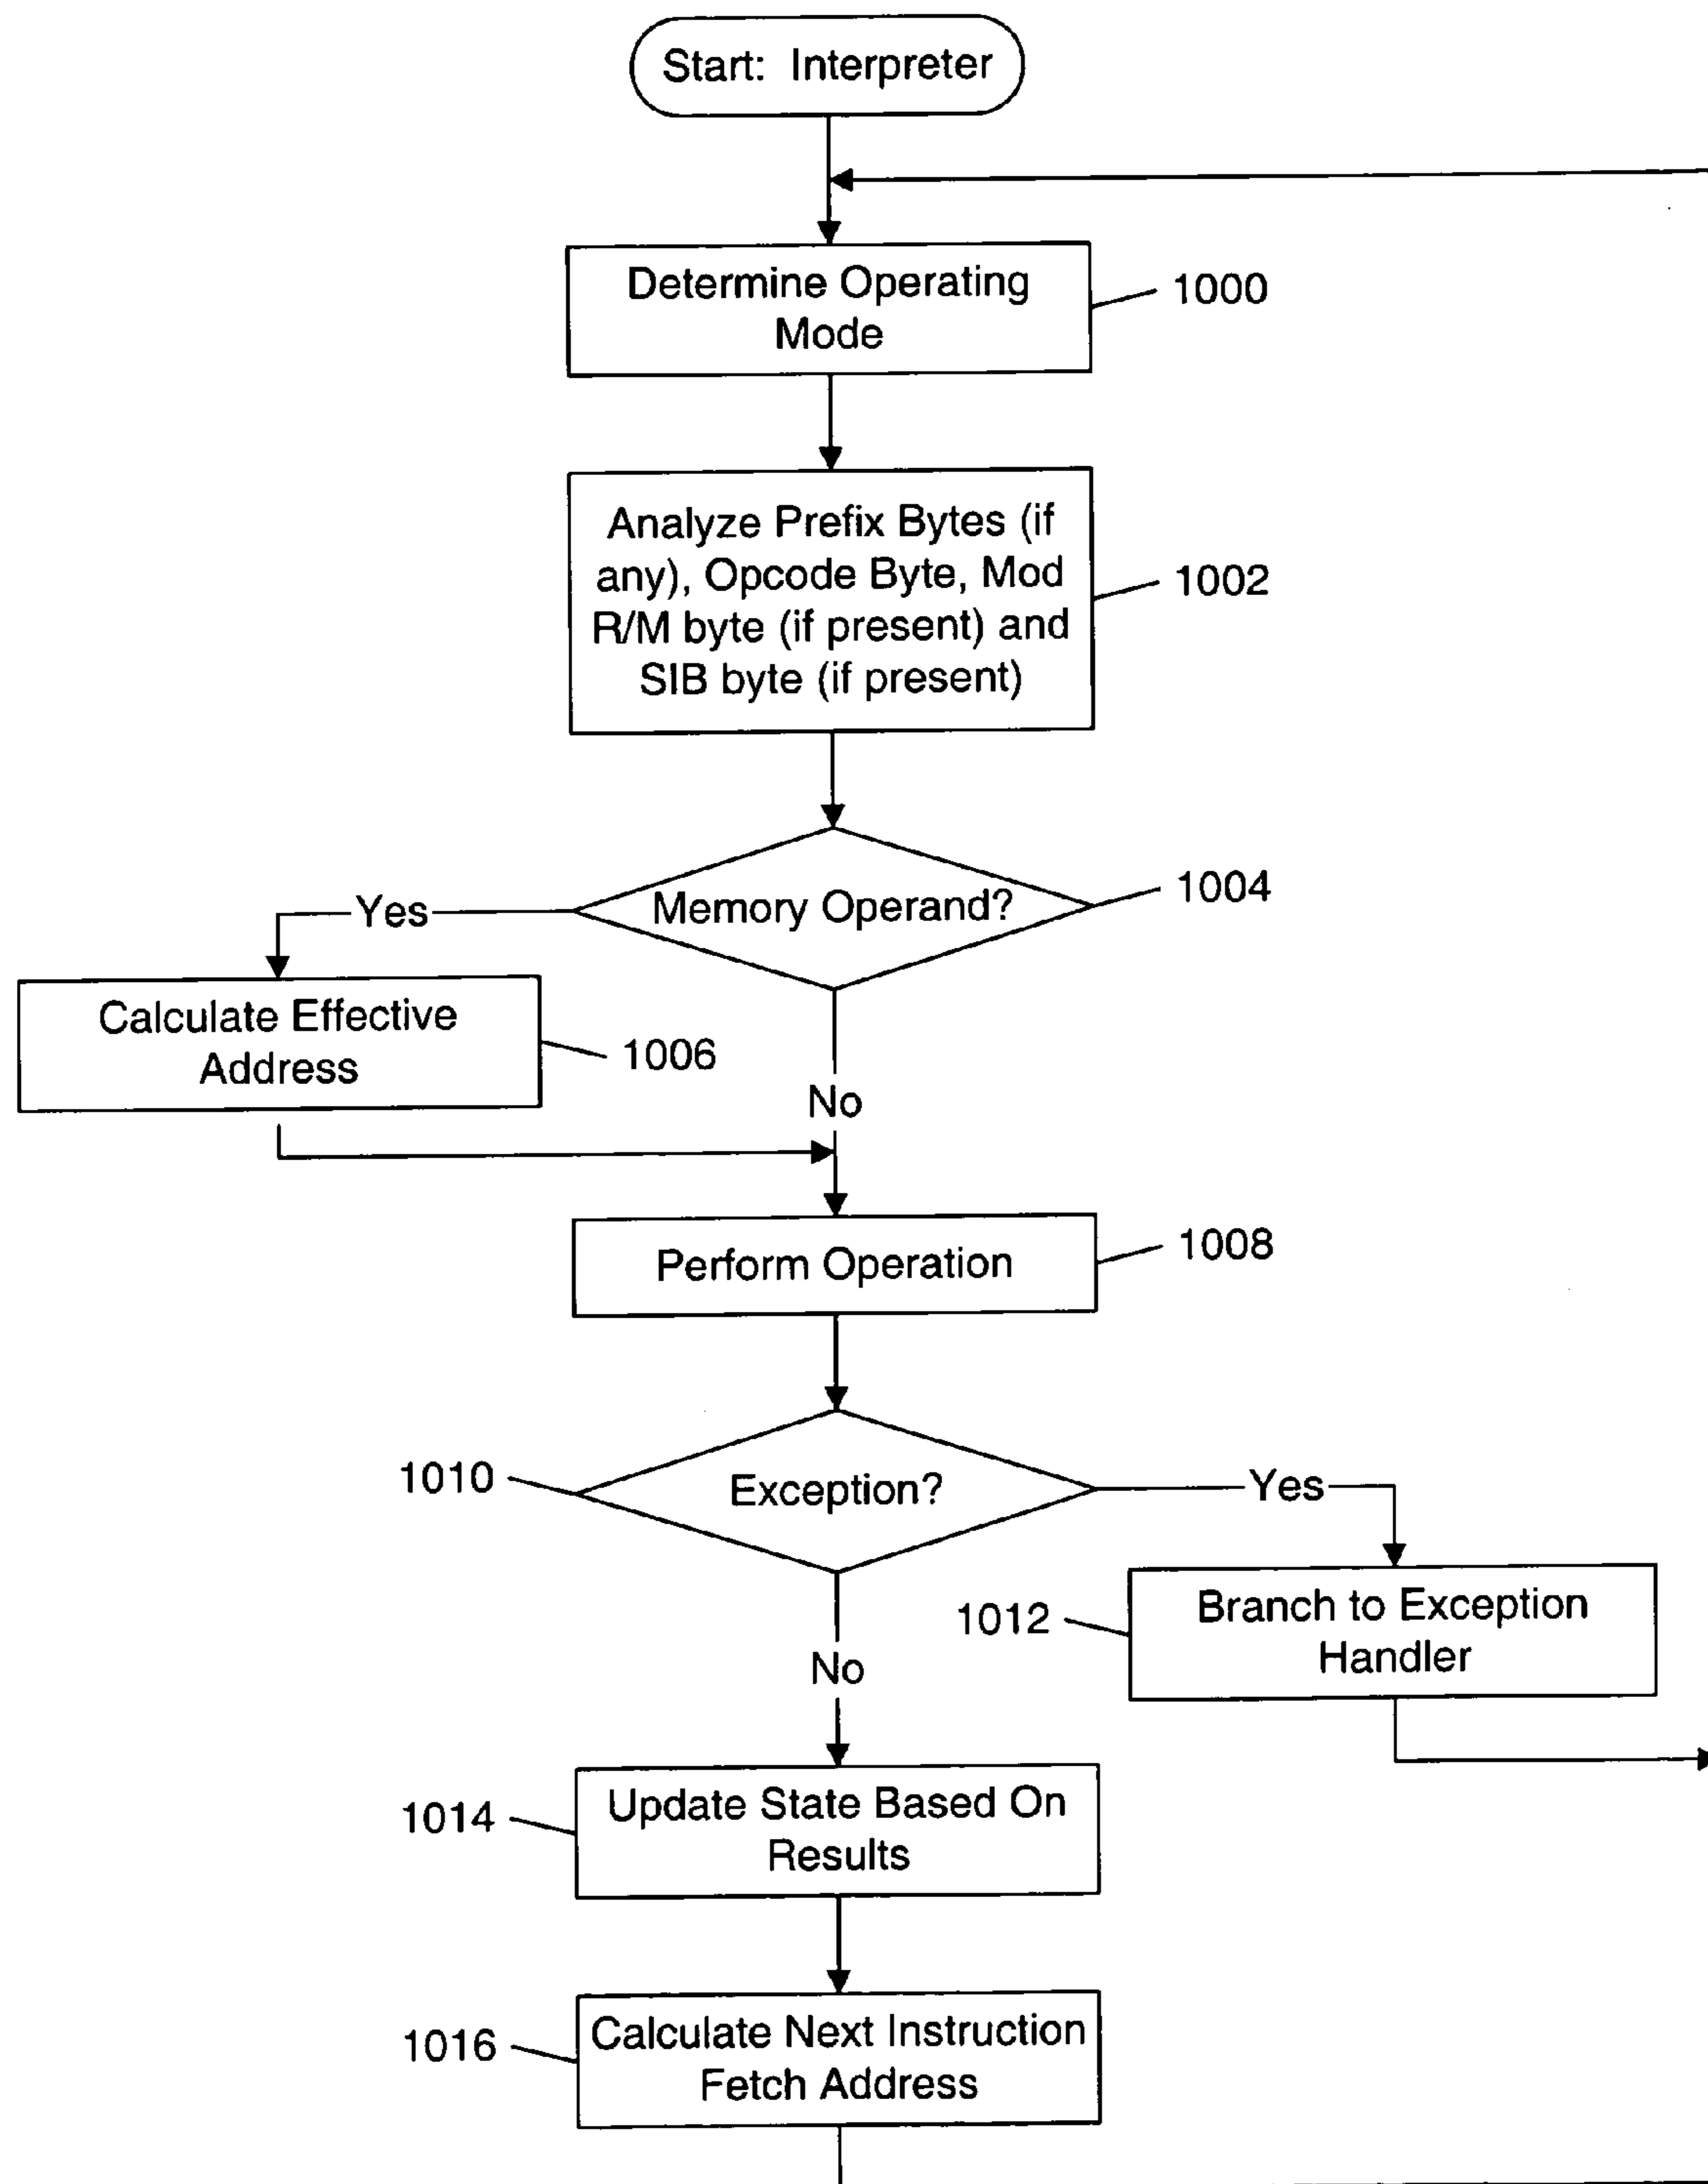 Start: Interpreter
Determine Operating
Mode
1000
Analyze Prefix Bytes (if
any), Opcode Byte, Mod
R/M byte (if present) and
SIB byte (if present)
1002
Memory Operand?
1004
Yes
Calculate Effective
Address
1006
No
Perform Operation
1008
1010
Exception?
Yes
1012
Branch to Exception
Handler
No
1014
Update State Based On
Results
1016
Calculate Next Instruction
Fetch Address